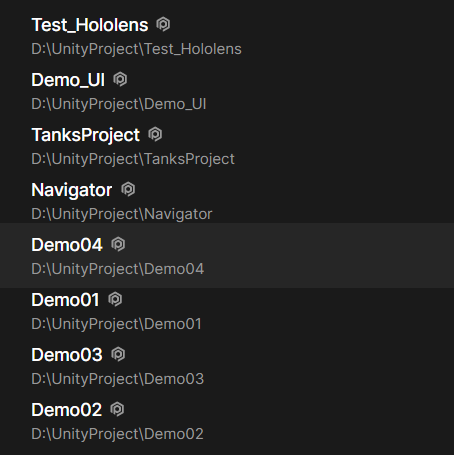 Test_Hololens
D:\UnityProject\Test_Hololens
Demo_UI
D:\UnityProject\Demo_UI
TanksProject
D:\UnityProject\TanksProject
Navigator
D:\UnityProject\Navigator
Demo04
D:\UnityProject\Demo04
Demo01
D:\UnityProject\Demo01
Demo03
D:\UnityProject\Demo03
Demo02
D:\UnityProject\Demo02